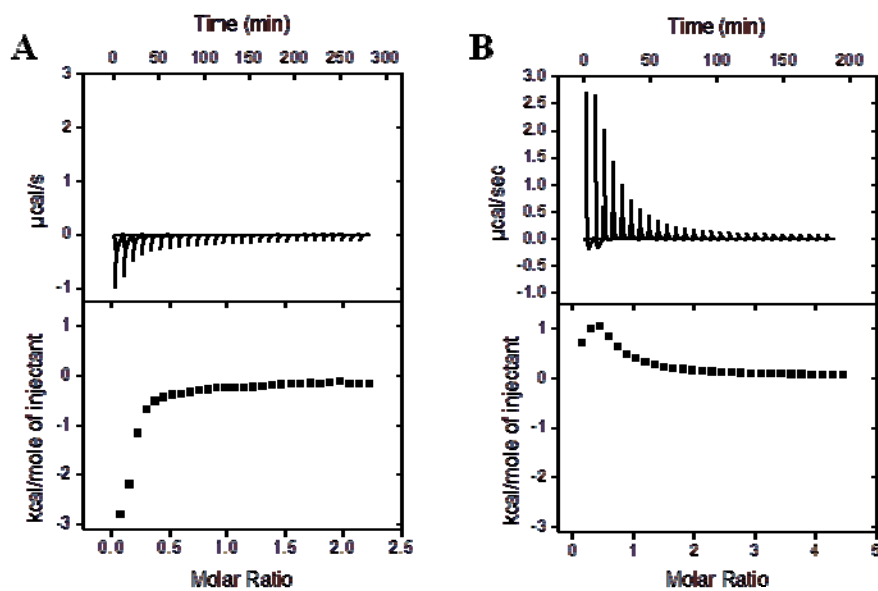 A
Time (min)
0 50 100 150 200 250 300
3
2
1
0
-1
µcal/s
1
0
-1
-2
-3
kcal/mole of injectant
0.0 0.5 1.0 1.5 2.0 2.5
Molar Ratio
B
Time (min)
0 50 100 150 200
3.0
2.5
2.0
1.5
1.0
0.5
0.0
-0.5
-1.0
µcal/sec
1
0
-1
-2
-3
kcal/mole of injectant
0 1 2 3 4 5
Molar Ratio